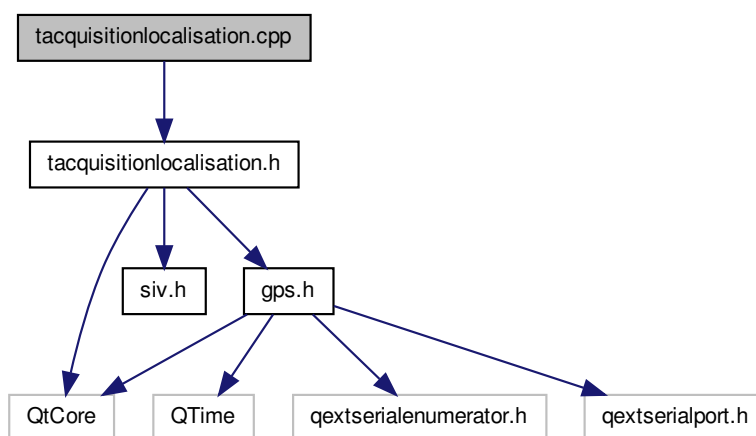 tacquisitionlocalisation.cpp
tacquisitionlocalisation.h
siv.h
gps.h
QtCore
QTime
qextserialenumerator.h
qextserialport.h